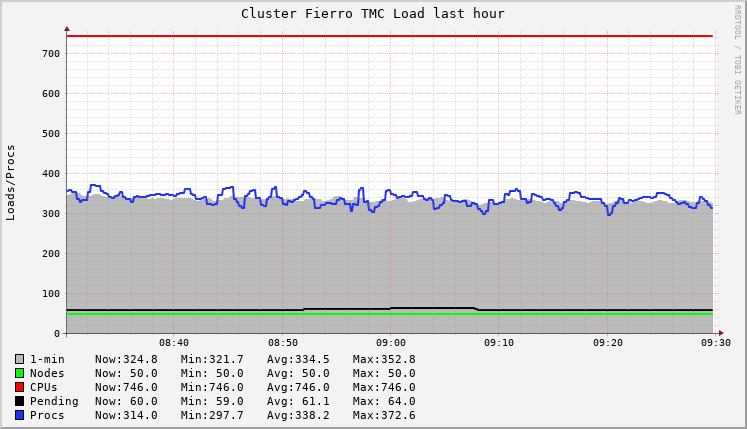 Cluster Fierro TMC Load last hour
RRDTOOL / TOBI OETIKER
Loads/Procs
700
600
500
400
300
200
100
0
08:40 08:50 09:00 09:10 09:20 09:30
1-min Now:324.8 Min:321.7 Avg:334.5 Max:352.8
Nodes Now: 50.0 Min: 50.0 Avg: 50.0 Max: 50.0
CPUs Now:746.0 Min:746.0 Avg:746.0 Max:746.0
Pending Now: 60.0 Min: 59.0 Avg: 61.1 Max: 64.0
Procs Now:314.0 Min:297.7 Avg:338.2 Max:372.6